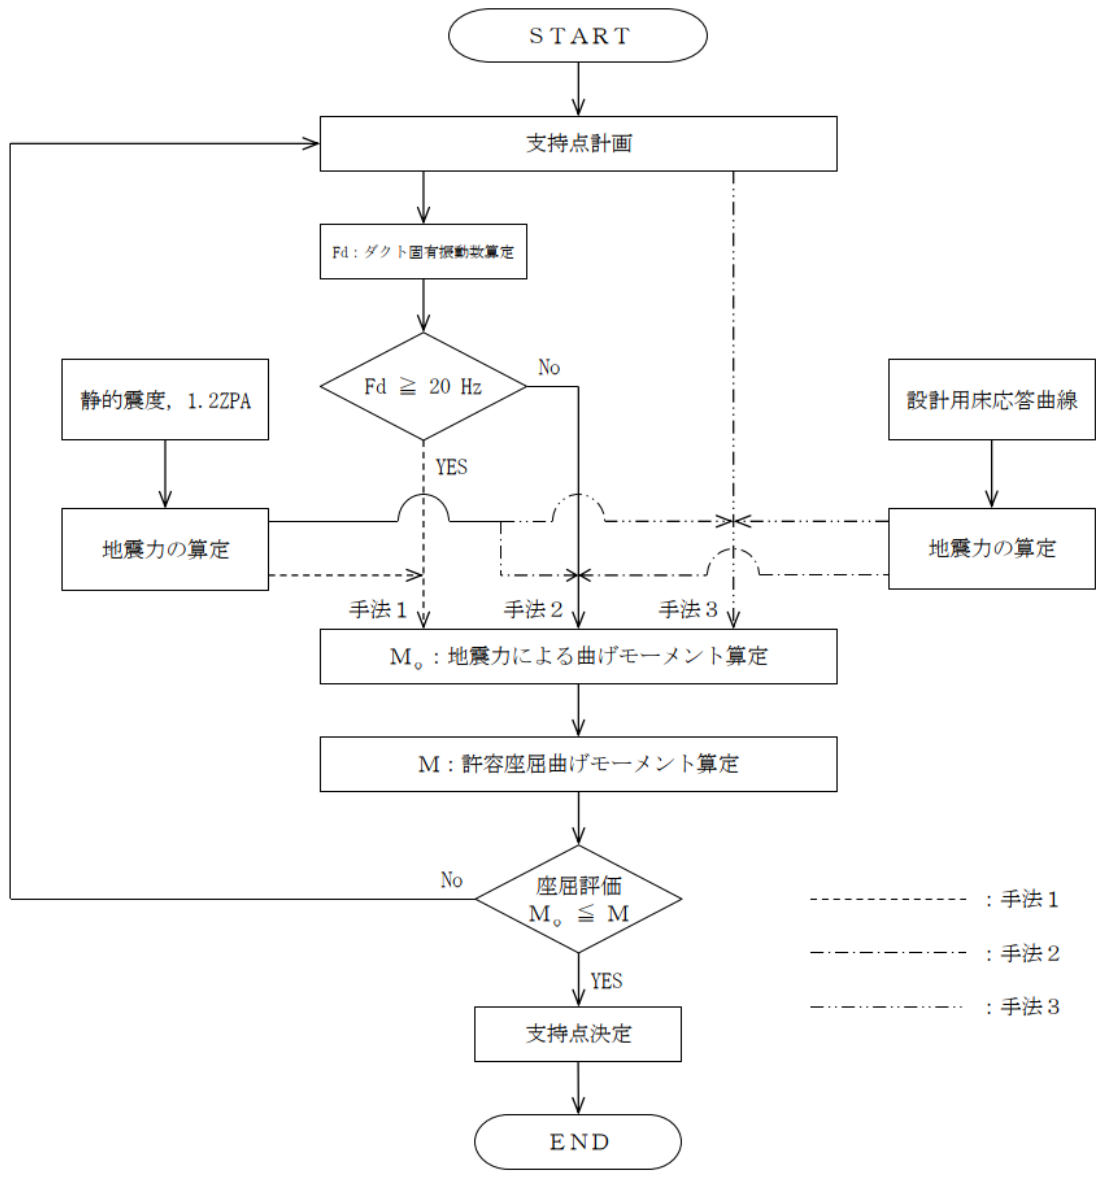 START
支持点計画
Fd：ダクト固有振動数算定
Fd ≧ 20 Hz
No
YES
静的震度，1.2ZPA
地震力の算定
設計用床応答曲線
地震力の算定
手法１
手法２
手法３
Ｍ。：地震力による曲げモーメント算定
Ｍ：許容座屈曲げモーメント算定
座屈評価
Ｍ。≦ Ｍ
No
YES
支持点決定
END
：手法１
：手法２
：手法３